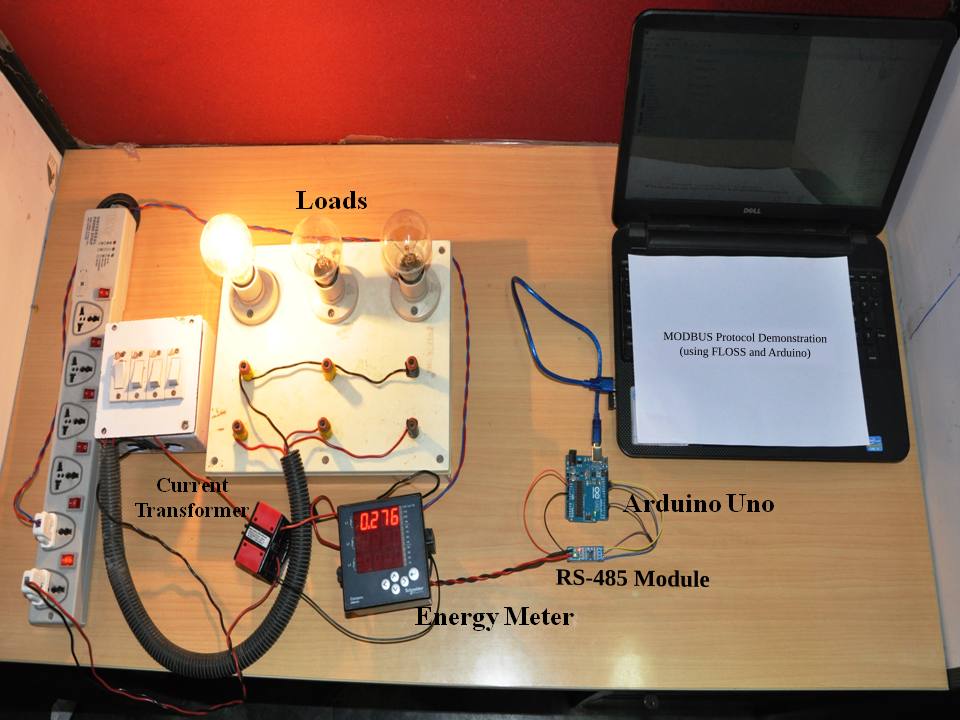 DELL
Loads
MODBUS Protocol Demonstration
(using FLOSS and Arduino)
Current
Transformer
0.276
Arduino Uno
RS-485 Module
Schneider
Energy Meter